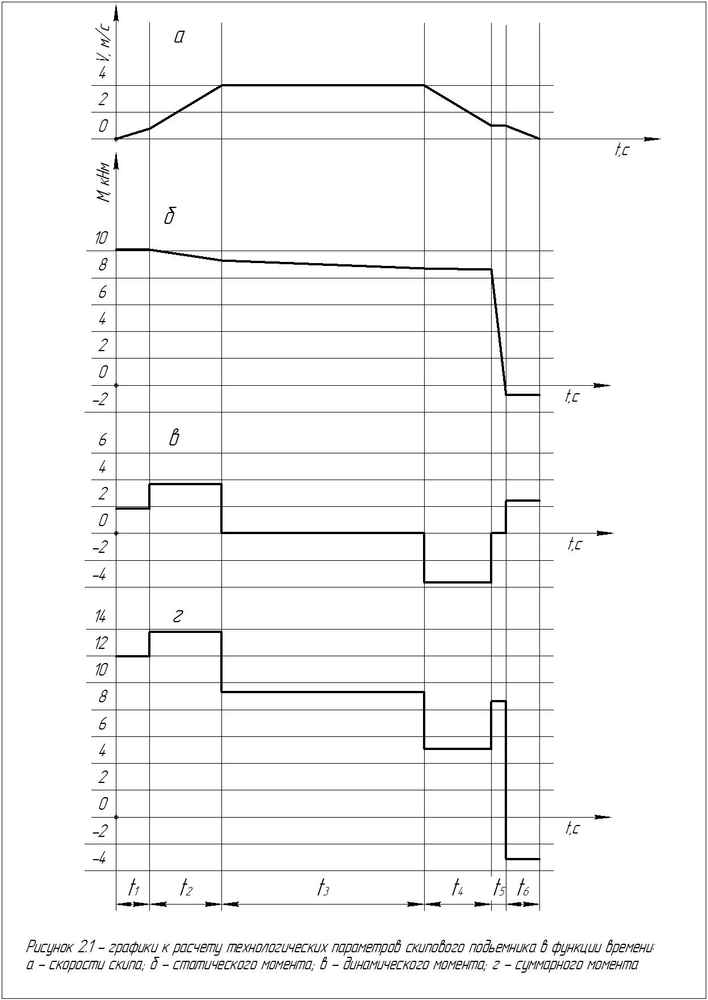 V, м/с
а
4
2
0
t,с
М, кНм
б
10
8
6
4
2
0
-2
t,с
в
6
4
2
0
-2
-4
t,с
г
14
12
10
8
6
4
2
0
-2
-4
t,с
t1 t2 t3 t4 t5 t6
Рисунок 2.1 – графики к расчету технологических параметров скипового подьемника в функции времени:
а – скорости скипа; б – статического момента; в – динамического момента; г – суммарного момента